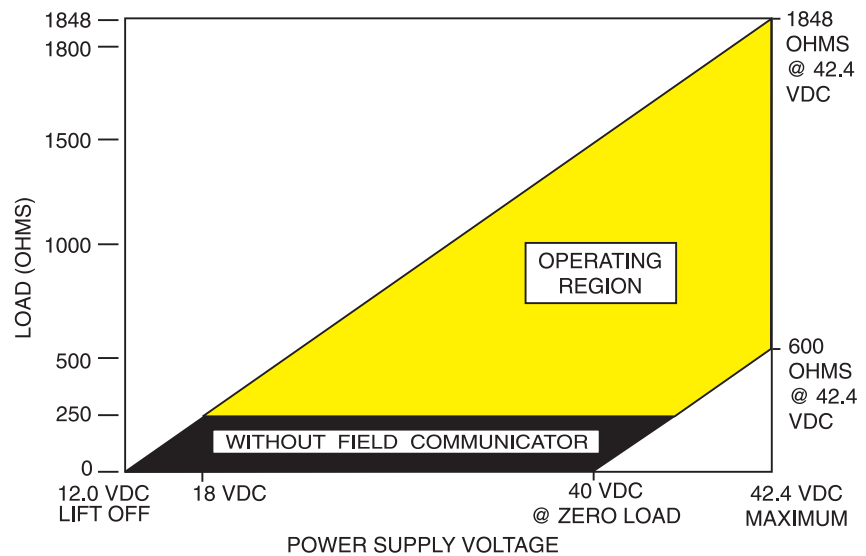 1848
1800
1500
1000
500
250
0
LOAD (OHMS)
OPERATING
REGION
WITHOUT FIELD COMMUNICATOR
1848
OHMS
@ 42.4
VDC
600
OHMS
@ 42.4
VDC
12.0 VDC
LIFT OFF
18 VDC
40 VDC
@ ZERO LOAD
42.4 VDC
MAXIMUM
POWER SUPPLY VOLTAGE